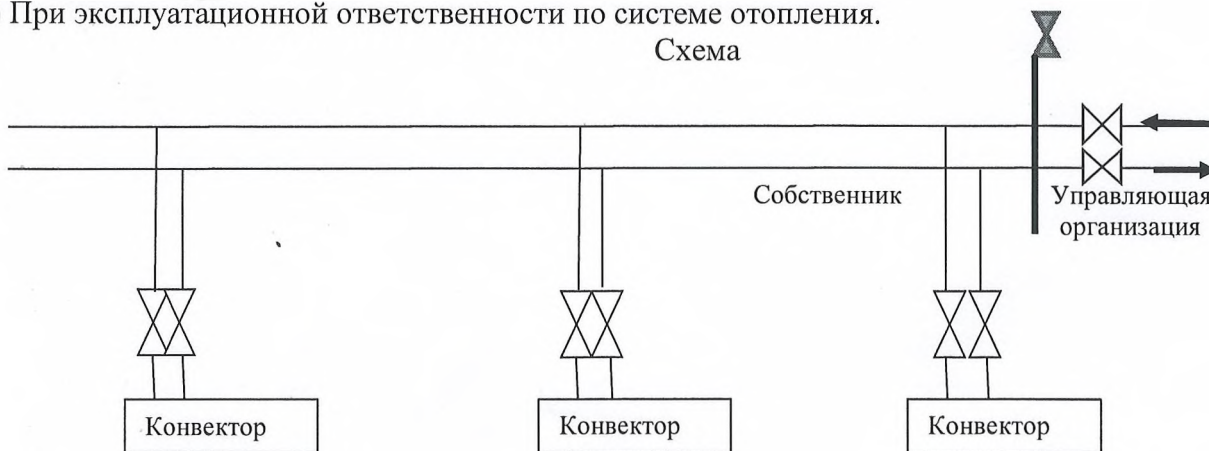 При эксплуатационной ответственности по системе отопления.
Схема
Собственник
Управляющая
организация
Конвектор
Конвектор
Конвектор